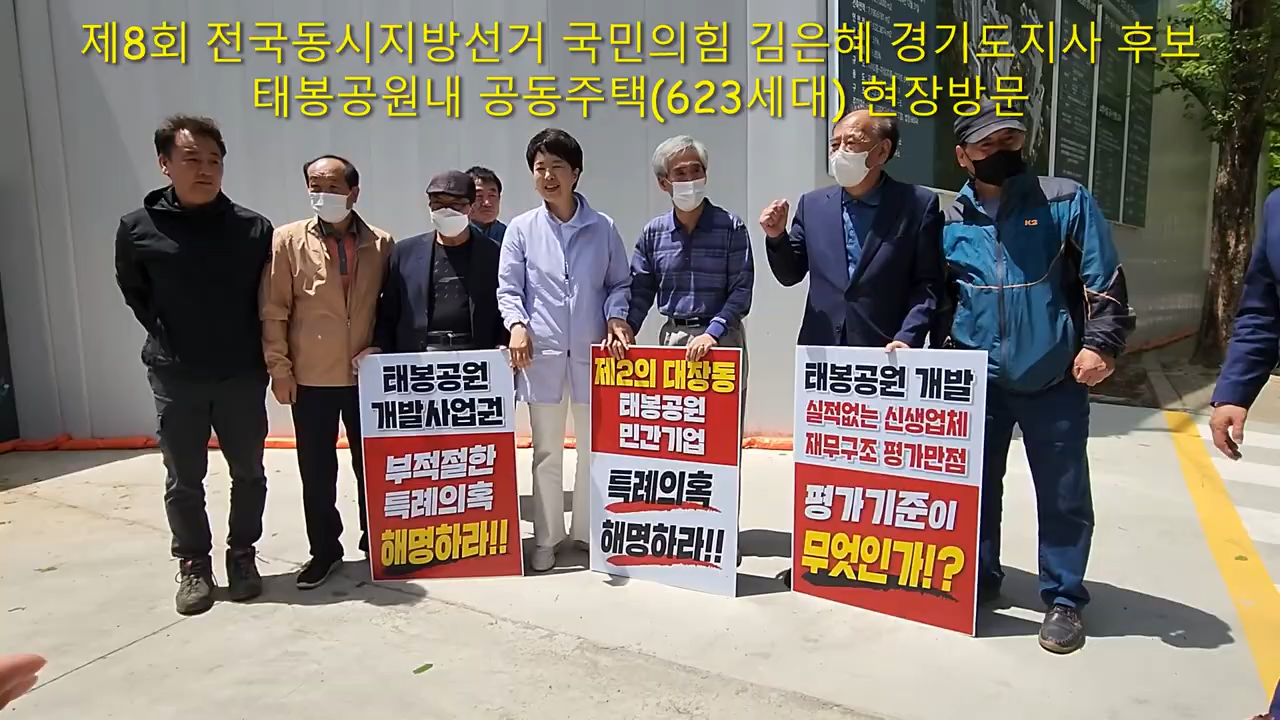 제8회 전국동시지방선거 국민의힘 김은혜 경기도지사 후보
태봉공원내 공동주택(623세대) 현장방문
태봉공원
개발사업권
부적절한
특례의혹
해명하라!!
제2의 대장동
태봉공원
민간기업
특례의혹
해명하라!!
태봉공원 개발
실적없는 신생업체
재무구조 평가만점
평가기준이
무엇인가!?
K2